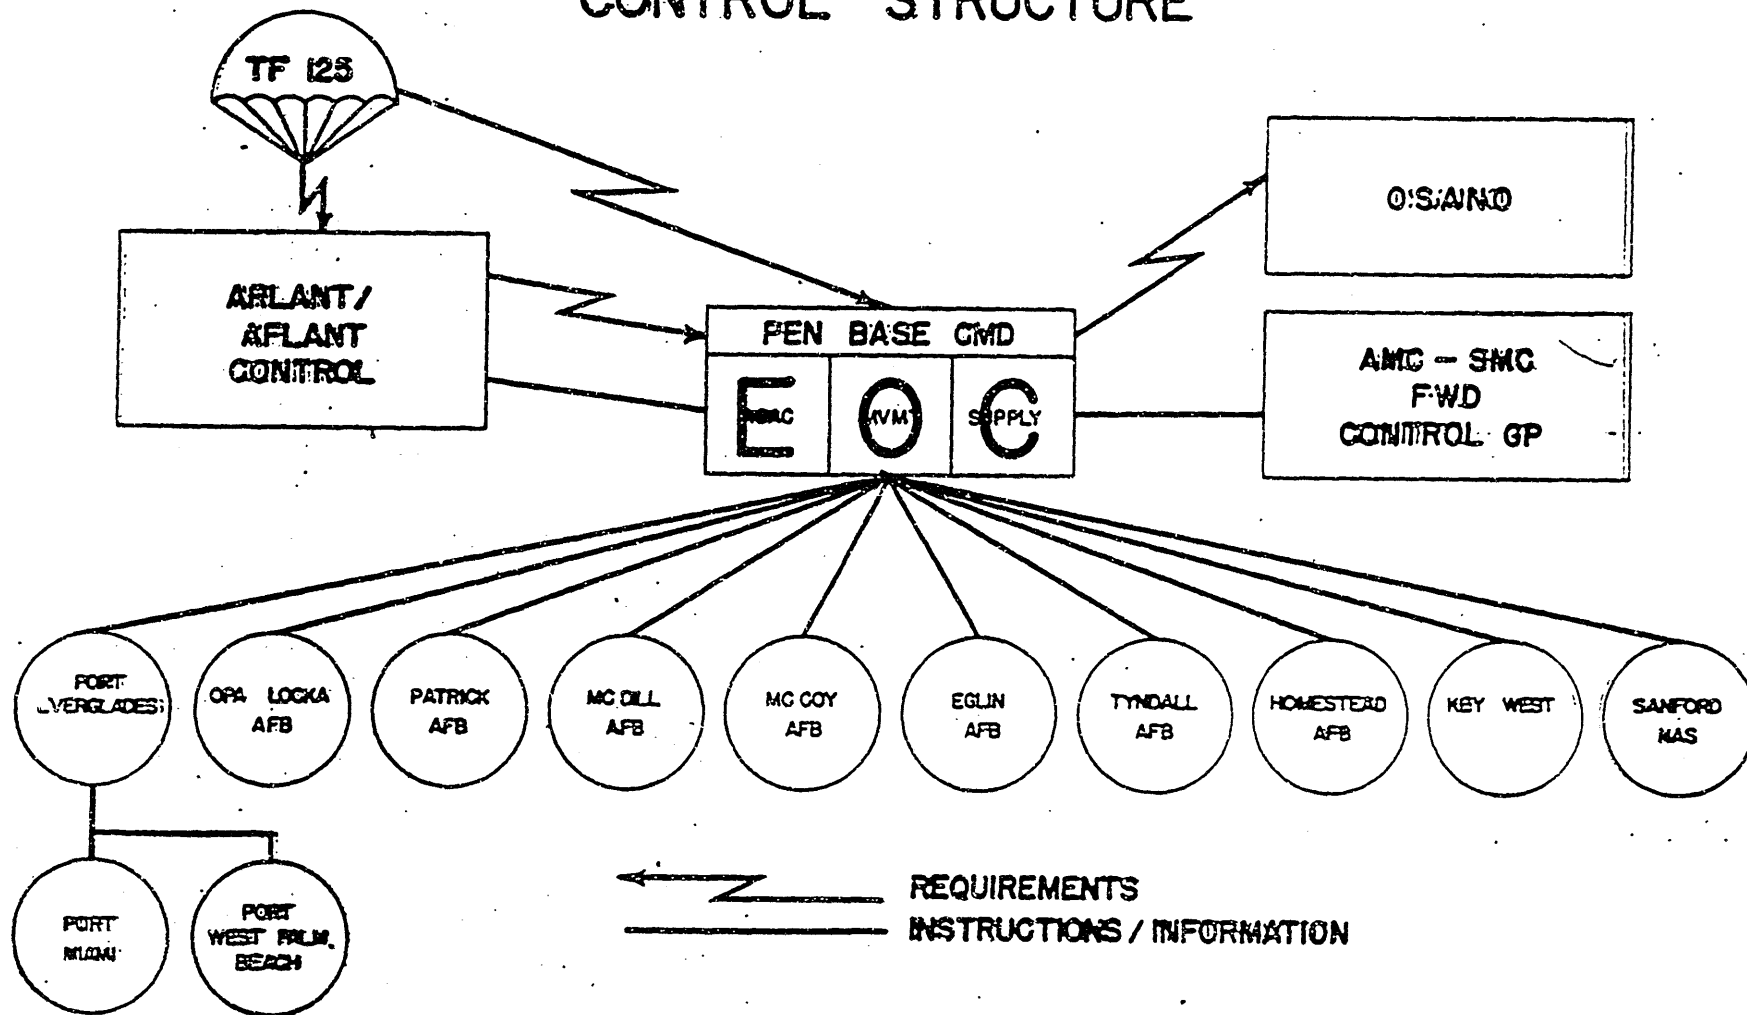 CONTROL STRUCTURE
TF 125
ARLANT/
AFLANT
CONTROL
PEN BASE CMD
E O C
MVMT SUPPLY
OSAINO
AMC - SMC
FWD
CONTROL GP
PORT
EVERGLADES
OPA LOCKA
AFB
PATRICK
AFB
MC DILL
AFB
MC COY
AFB
EGLIN
AFB
TYNDALL
AFB
HOMESTEAD
AFB
KEY WEST
SANFORD
NAS
PORT
MIAMI
PORT
WEST PALM
BEACH
REQUIREMENTS
INSTRUCTIONS / INFORMATION